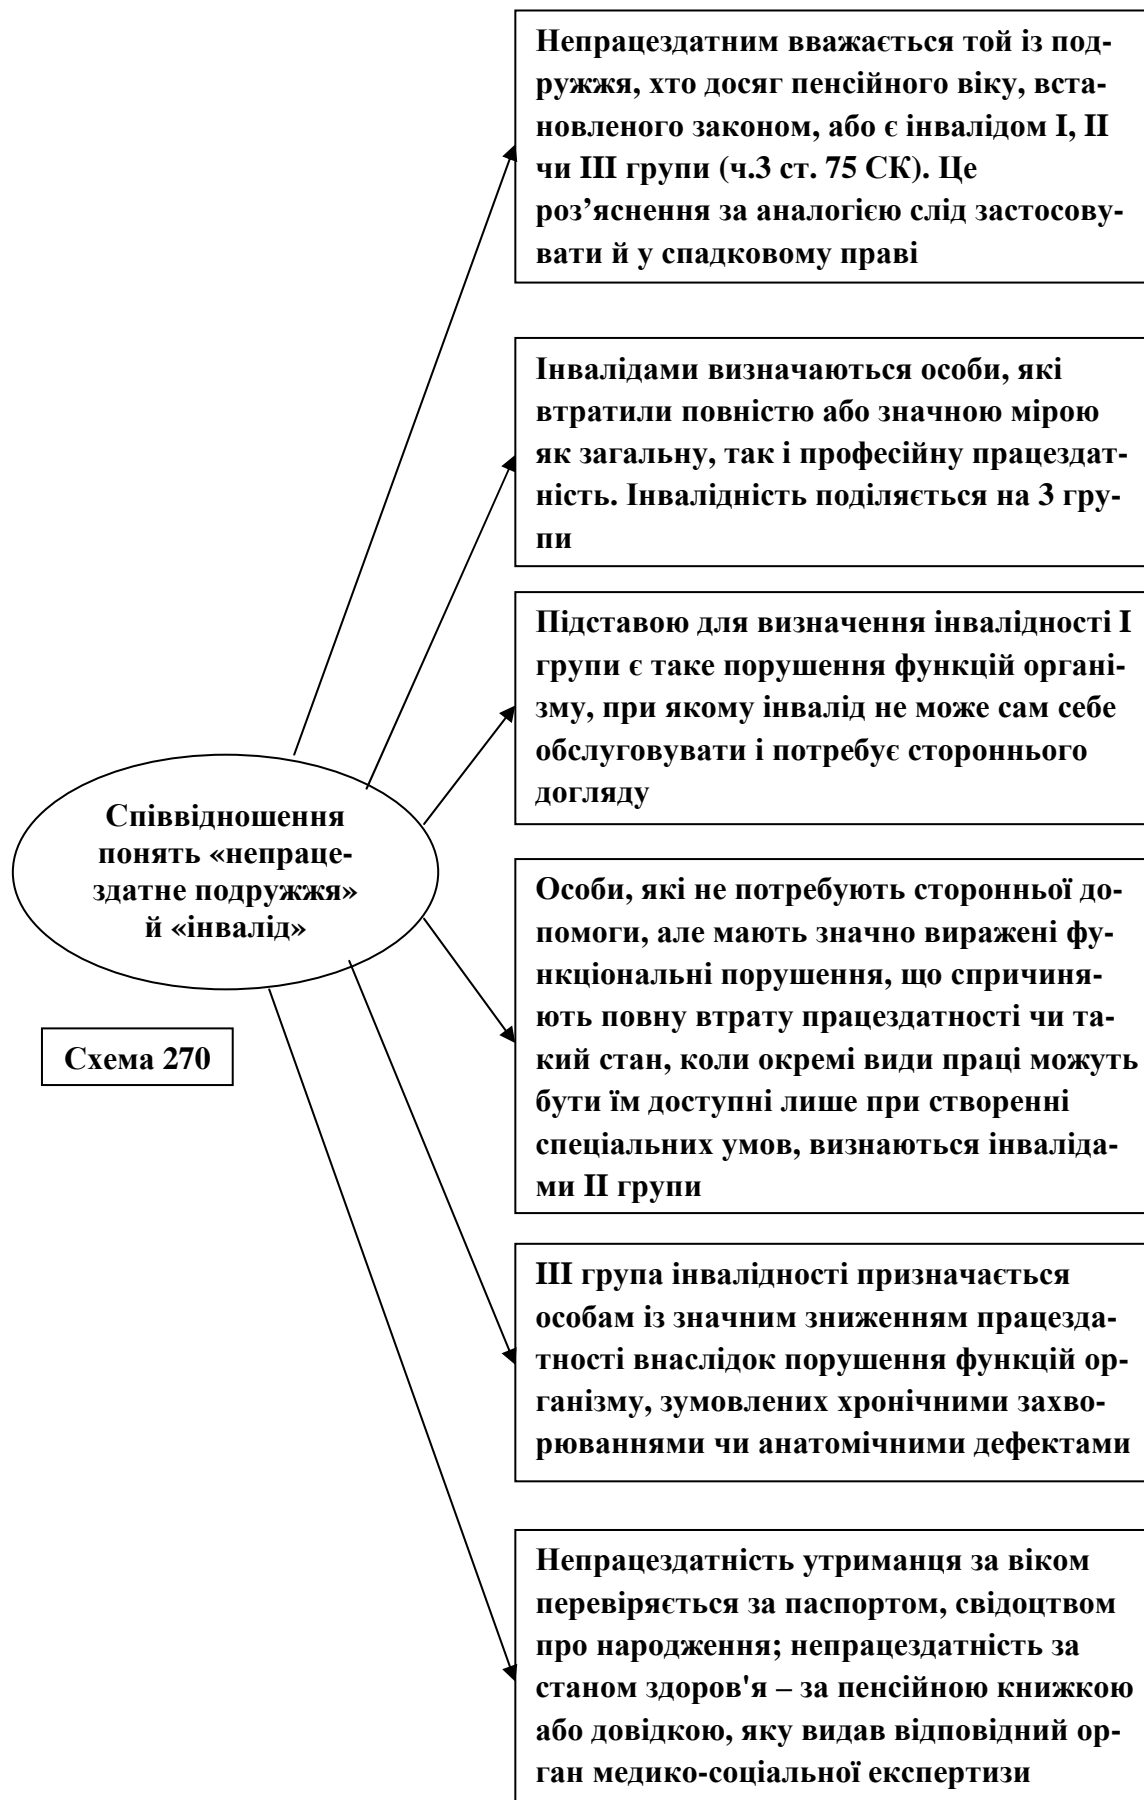 Непрацездатним вважається той із под-
ружжя, хто досяг пенсійного віку, вста-
новленого законом, або є інвалідом І, ІІ
чи ІІІ групи (ч.3 ст. 75 СК). Це
роз’яснення за аналогією слід застосову-
вати й у спадковому праві
Інвалідами визначаються особи, які
втратили повністю або значною мірою
як загальну, так і професійну працездат-
ність. Інвалідність поділяється на 3 гру-
пи
Підставою для визначення інвалідності І
групи є таке порушення функцій органі-
зму, при якому інвалід не може сам себе
обслуговувати і потребує стороннього
догляду
Співвідношення
понять «непраце-
здатне подружжя»
й «інвалід»
Схема 270
Особи, які не потребують сторонньої до-
помоги, але мають значно виражені фу-
нкціональні порушення, що спричиня-
ють повну втрату працездатності чи та-
кий стан, коли окремі види праці можуть
бути їм доступні лише при створенні
спеціальних умов, визнаються інваліда-
ми ІІ групи
ІІІ група інвалідності призначається
особам із значним зниженням працезда-
тності внаслідок порушення функцій ор-
ганізму, зумовлених хронічними захво-
рюваннями чи анатомічними дефектами
Непрацездатність утриманця за віком
перевіряється за паспортом, свідоцтвом
про народження; непрацездатність за
станом здоров'я – за пенсійною книжкою
або довідкою, яку видав відповідний ор-
ган медико-соціальної експертизи